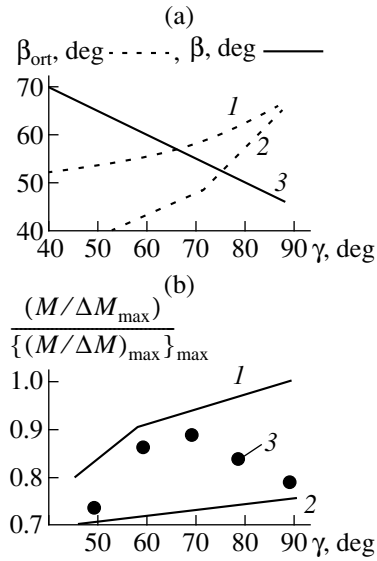 (a)
β_ort, deg ------- , β, deg ———
70
1
60
2
50
3
40
40 50 60 70 80 90 γ, deg
(b)
(M/ΔM_max)
{(M/ΔM)_max}_max
1.0
1
0.9
3
0.8
2
0.7
50 60 70 80 90 γ, deg